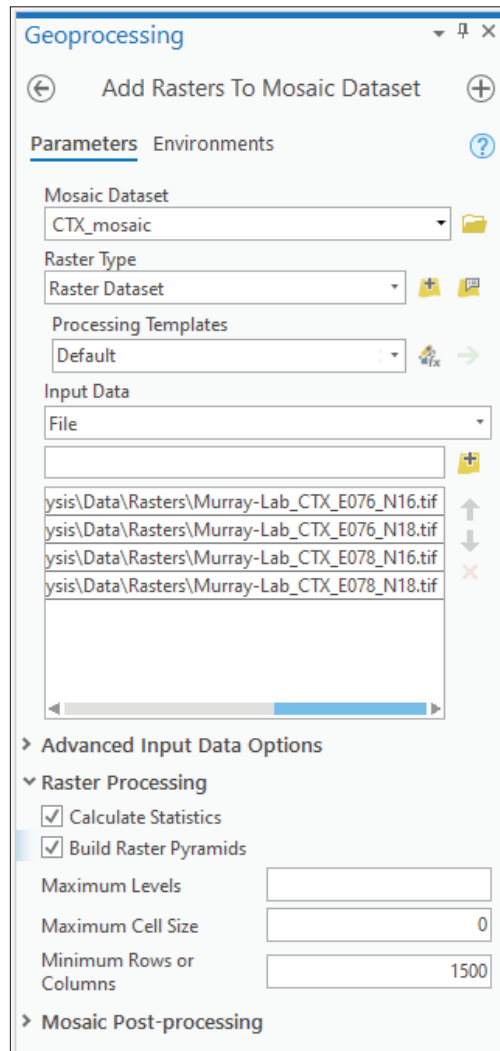 Geoprocessing
Add Rasters To Mosaic Dataset
Parameters Environments
Mosaic Dataset
CTX_mosaic
Raster Type
Raster Dataset
Processing Templates
Default
Input Data
File
ysis\Data\Rasters\Murray-Lab_CTX_E076_N16.tif
ysis\Data\Rasters\Murray-Lab_CTX_E076_N18.tif
ysis\Data\Rasters\Murray-Lab_CTX_E078_N16.tif
ysis\Data\Rasters\Murray-Lab_CTX_E078_N18.tif
Advanced Input Data Options
Raster Processing
Calculate Statistics
Build Raster Pyramids
Maximum Levels
Maximum Cell Size 0
Minimum Rows or
Columns 1500
Mosaic Post-processing